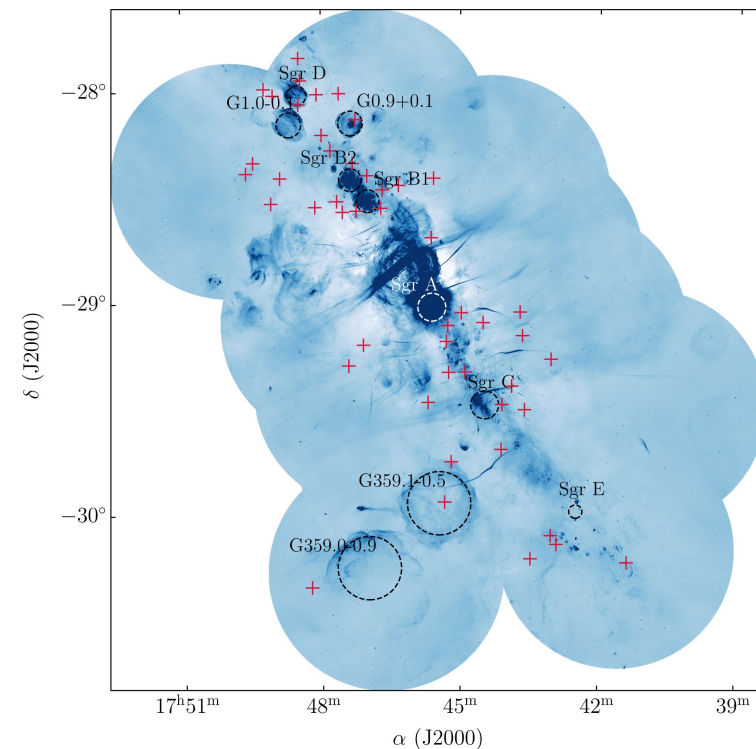 −28°
−29°
−30°
δ (J2000)
Sgr D
G1.0-0.1
G0.9+0.1
Sgr B2
Sgr B1
Sgr A
Sgr C
G359.1-0.5
Sgr E
G359.0-0.9
17ʰ51ᵐ
48ᵐ
45ᵐ
42ᵐ
39ᵐ
α (J2000)